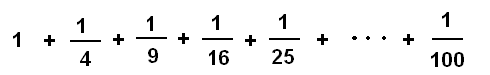 1 + 1/4 + 1/9 + 1/16 + 1/25 + ··· + 1/100